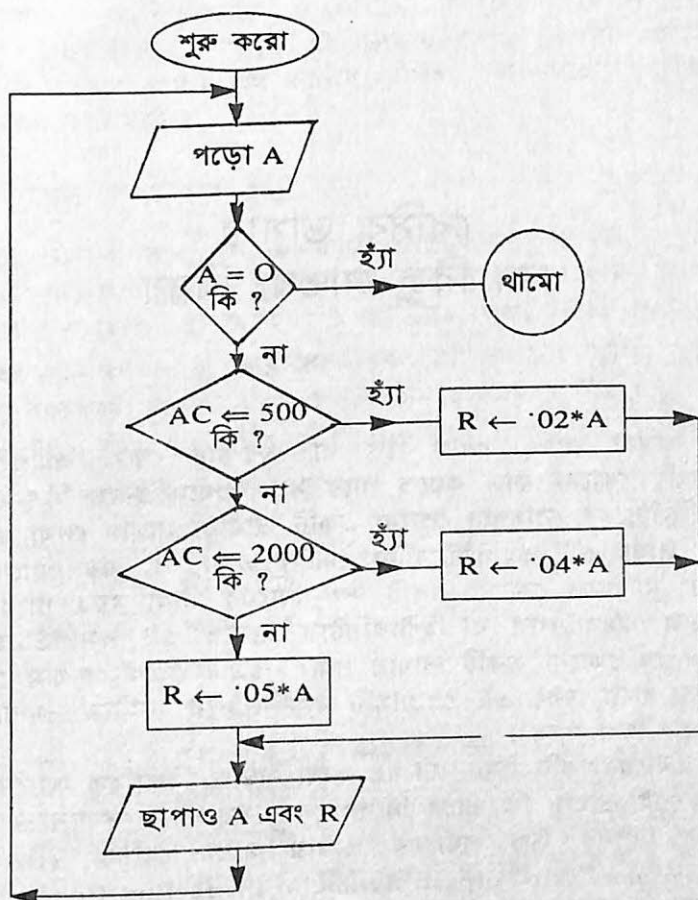 শুরু করো
পড়ো A
A = O
কি ?
হ্যাঁ
থামো
না
AC ⇐ 500
কি ?
হ্যাঁ
R ← ·02*A
না
AC ⇐ 2000
কি ?
হ্যাঁ
R ← ·04*A
না
R ← ·05*A
ছাপাও A এবং R